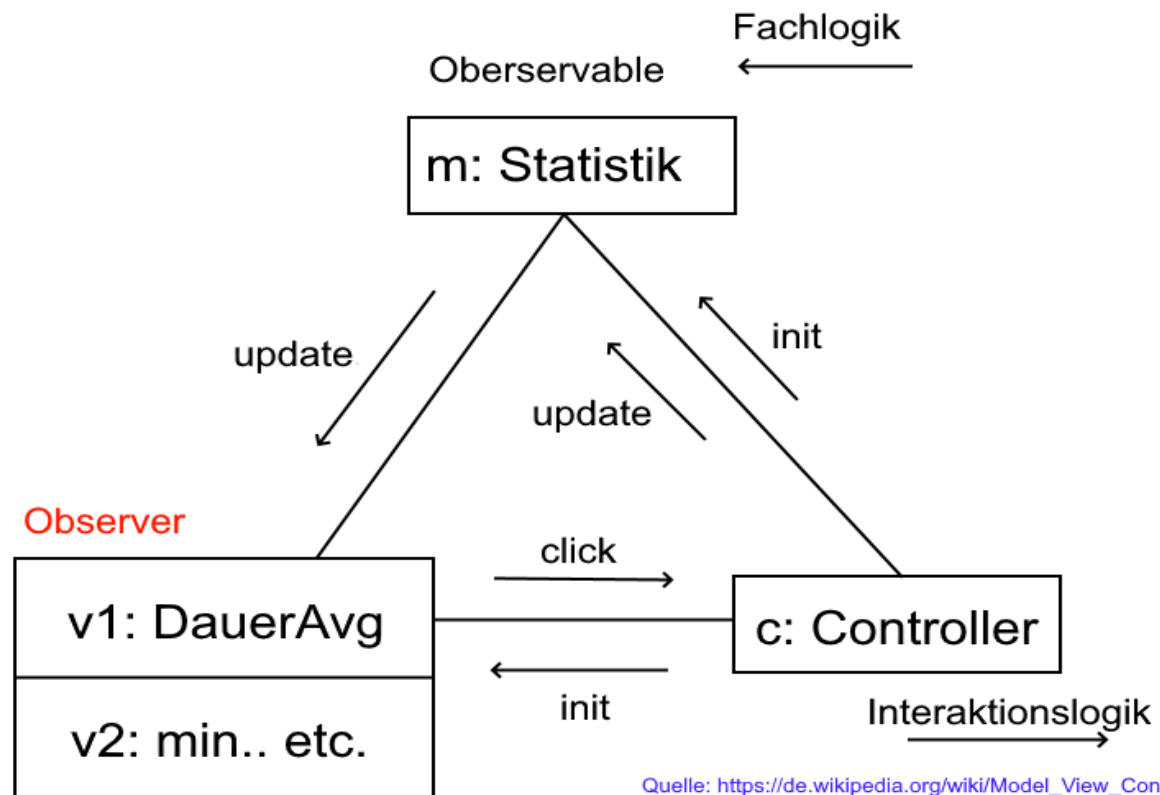 Fachlogik
Oberservable
m: Statistik
init
update
update
Observer
click
v1: DauerAvg
c: Controller
init
Interaktionslogik
v2: min.. etc.
Quelle: https://de.wikipedia.org/wiki/Model_View_Con